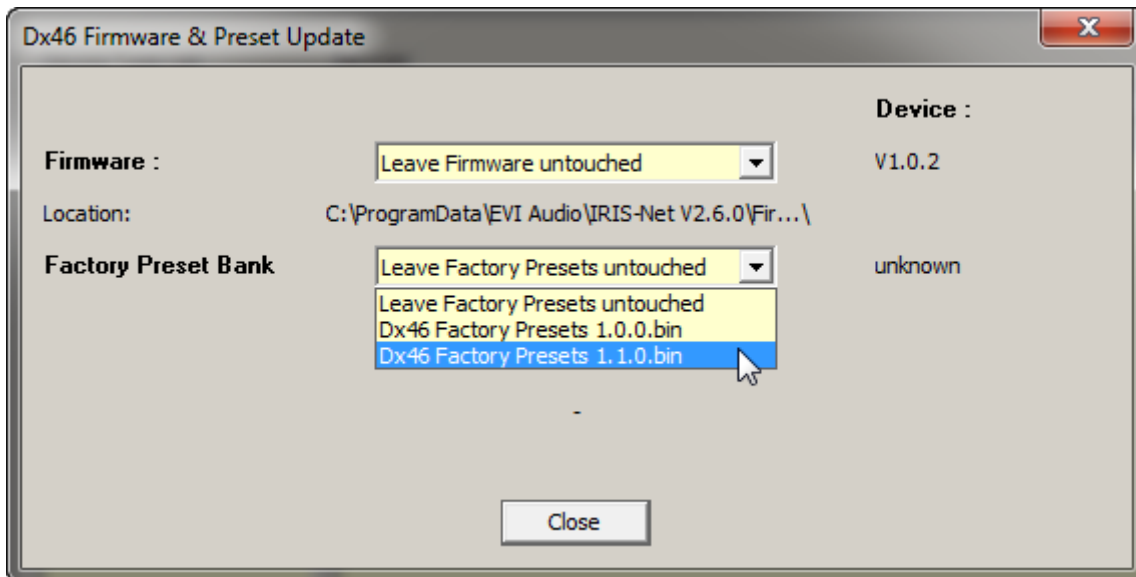 Dx46 Firmware & Preset Update
Device :
Firmware : Leave Firmware untouched V1.0.2
Location: C:\ProgramData\EVI Audio\IRIS-Net V2.6.0\Fir...\
Factory Preset Bank Leave Factory Presets untouched unknown
Leave Factory Presets untouched
Dx46 Factory Presets 1.0.0.bin
Dx46 Factory Presets 1.1.0.bin
-
Close